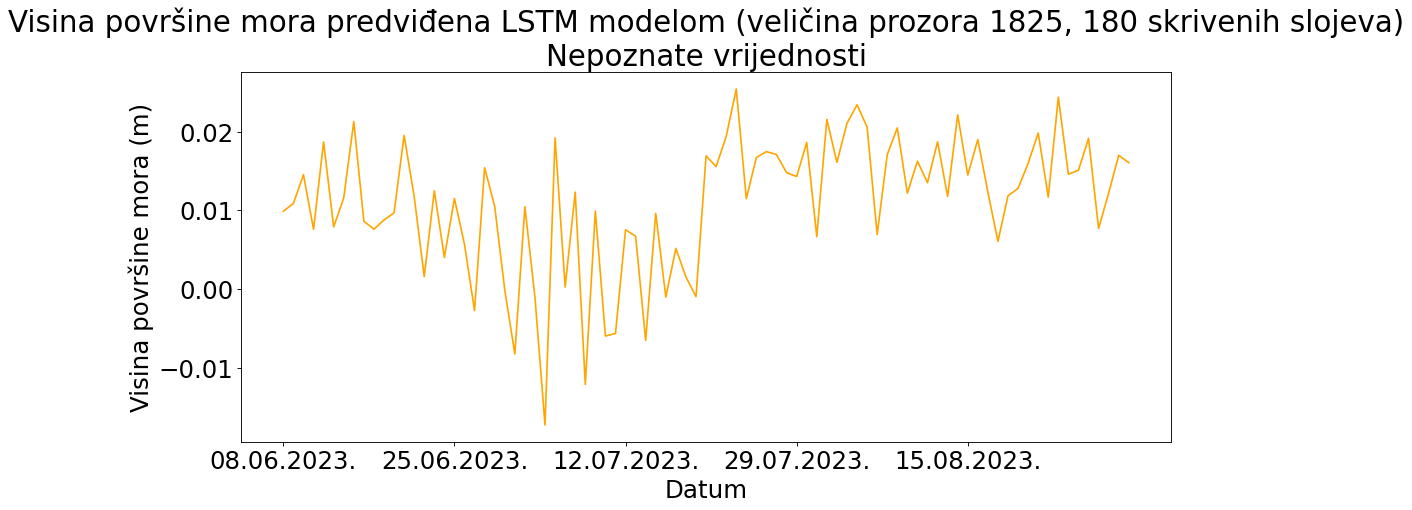 Visina površine mora predviđena LSTM modelom (veličina prozora 1825, 180 skrivenih slojeva)
Nepoznate vrijednosti
Visina površine mora (m)
0.02
0.01
0.00
−0.01
08.06.2023. 25.06.2023. 12.07.2023. 29.07.2023. 15.08.2023.
Datum